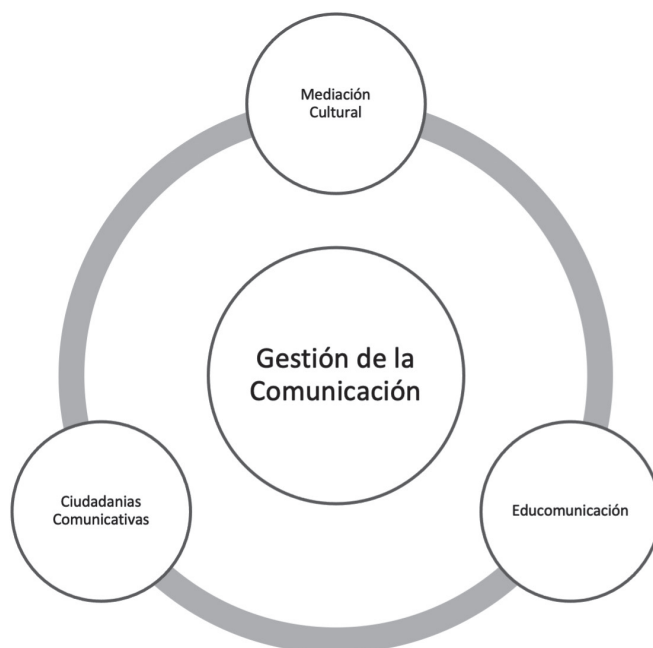 Mediación
Cultural
Gestión de la
Comunicación
Ciudadanias
Comunicativas
Educomunicación